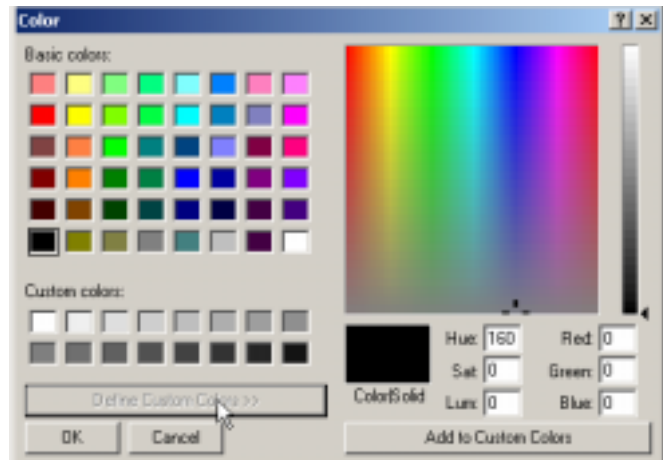 Color
Basic colors:
Custom colors:
Define Custom Colors >>
OK
Cancel
Color|Solid
Hue: 160
Sat: 0
Lum: 0
Red: 0
Green: 0
Blue: 0
Add to Custom Colors